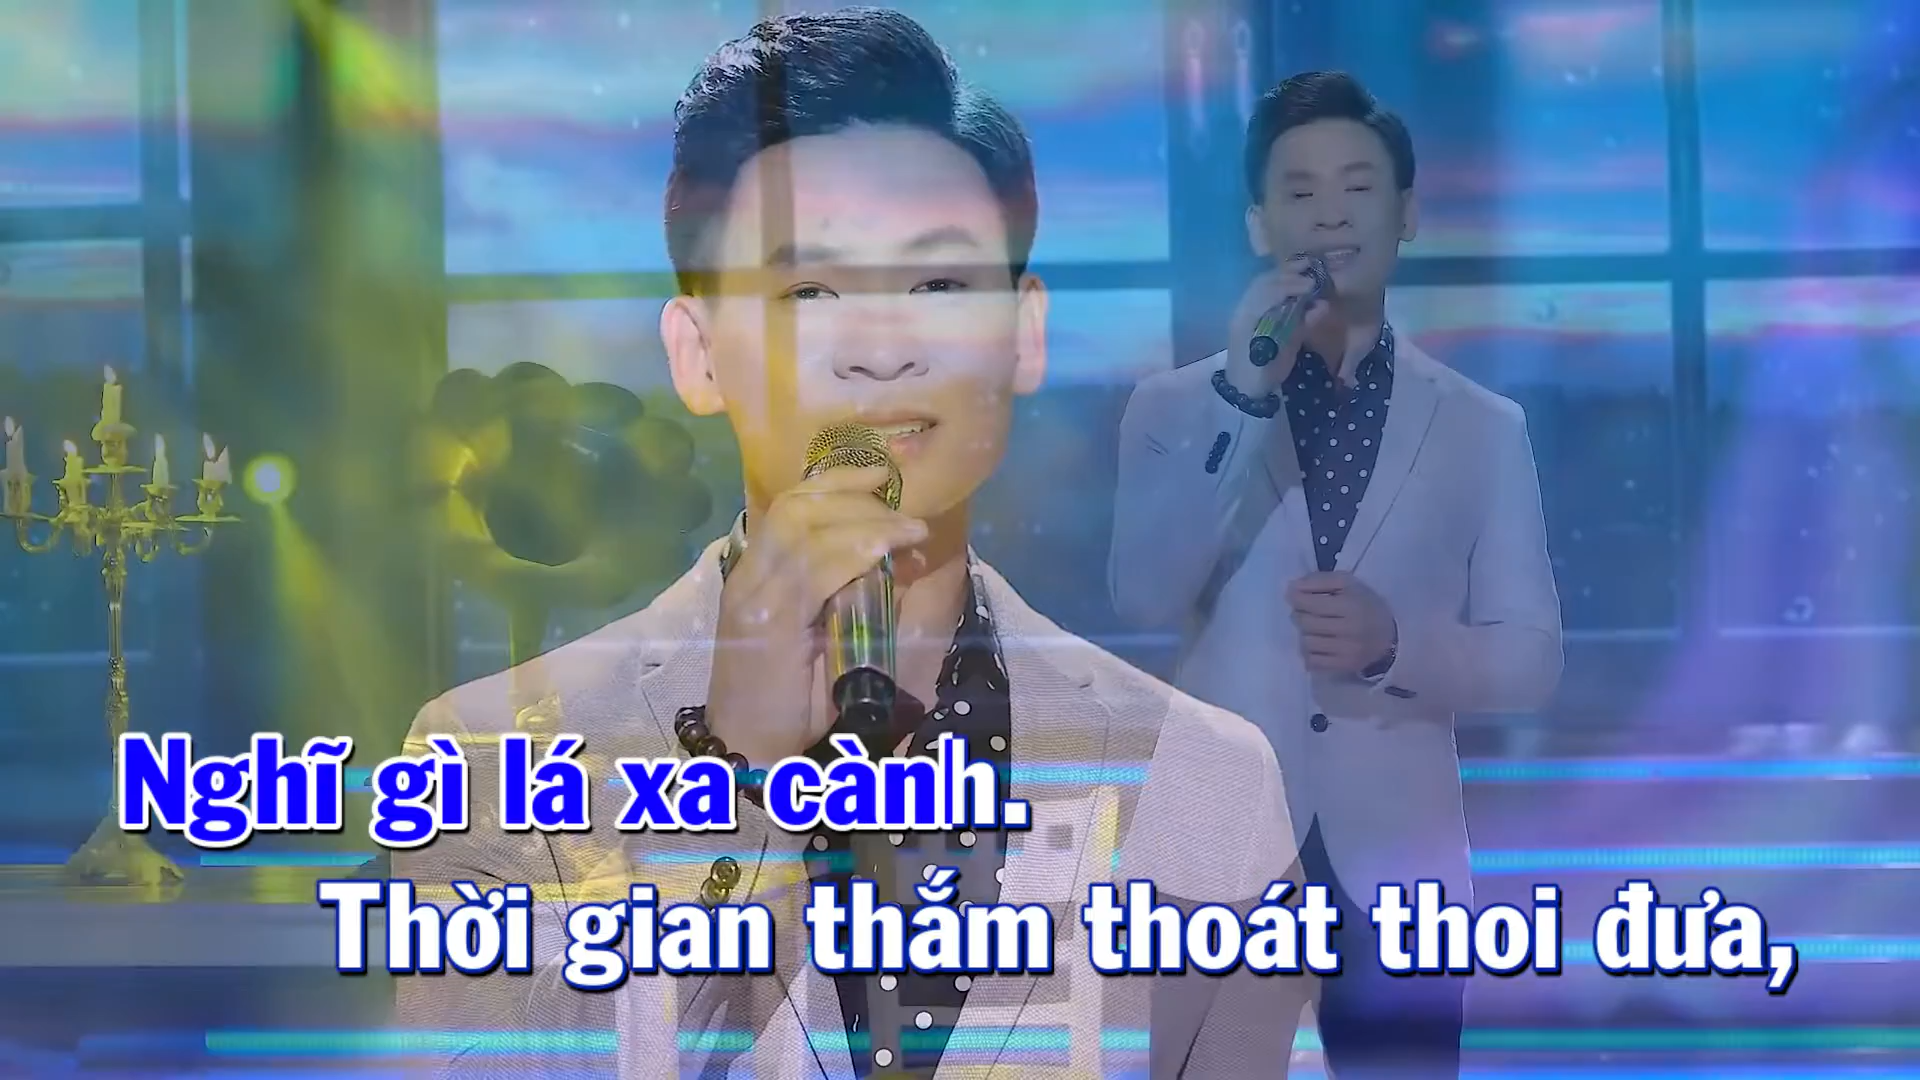 Nghĩ gì lá xa cành.
Thời gian thắm thoát thoi đưa,